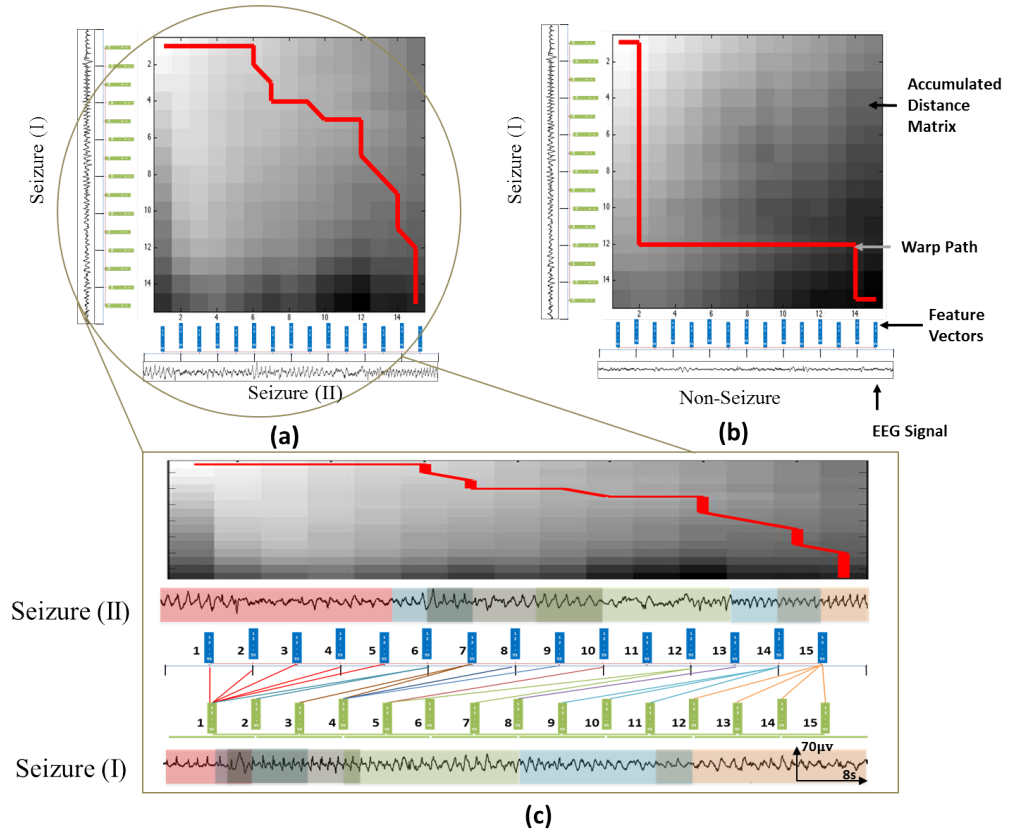 Seizure (I)
2
4
6
8
10
12
14
2 4 6 8 10 12 14
Seizure (II)
(a)
Seizure (I)
2
4
6
8
10
12
14
2 4 6 8 10 12 14
Non-Seizure
(b)
Accumulated
Distance
Matrix
Warp Path
Feature
Vectors
EEG Signal
Seizure (II)
1 2 3 4 5 6 7 8 9 10 11 12 13 14 15
1 2 3 4 5 6 7 8 9 10 11 12 13 14 15
Seizure (I)
70µv
8s
(c)